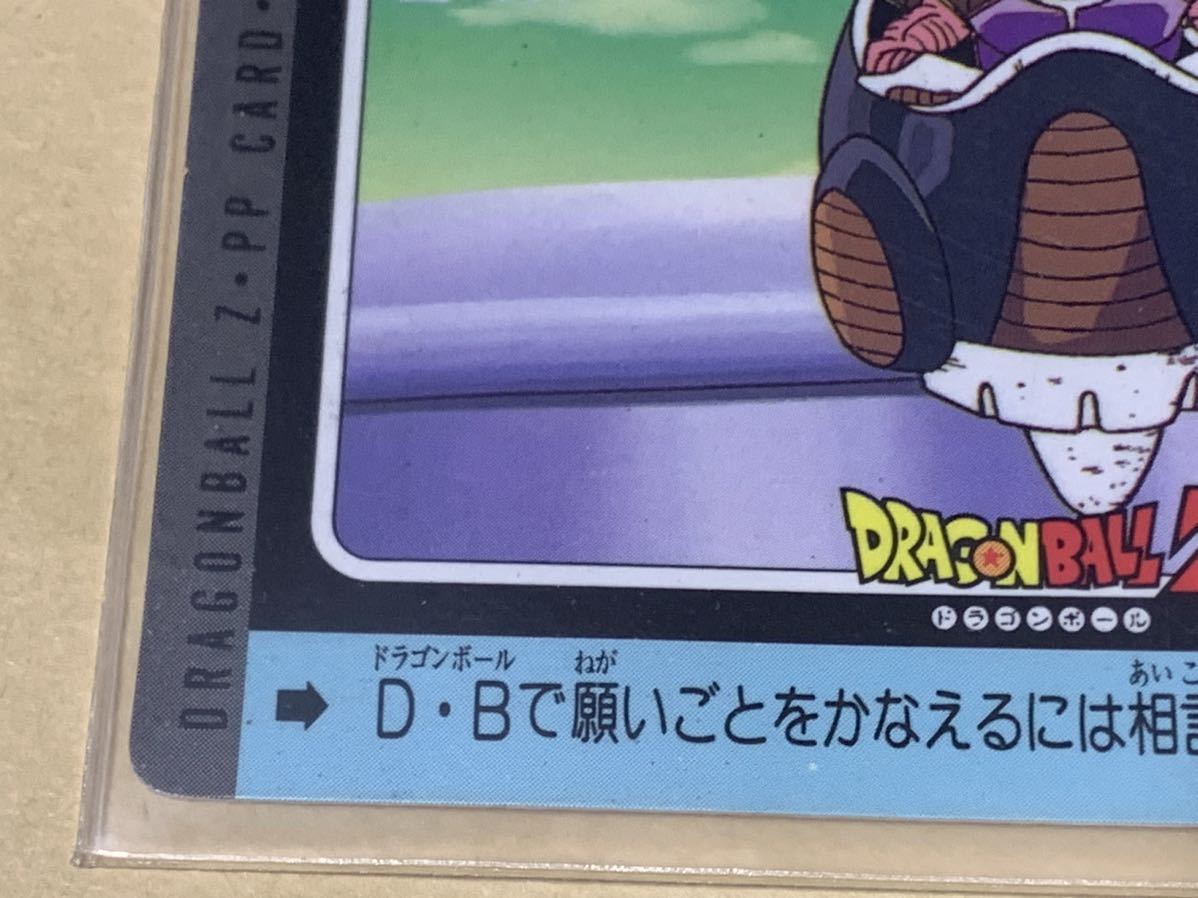 DRAGONBALL Z・PP CARD・
DRAGONBALL Z
ドラゴンボール
ドラゴンボール ねが あいこ
D・Bで願いごとをかなえるには相